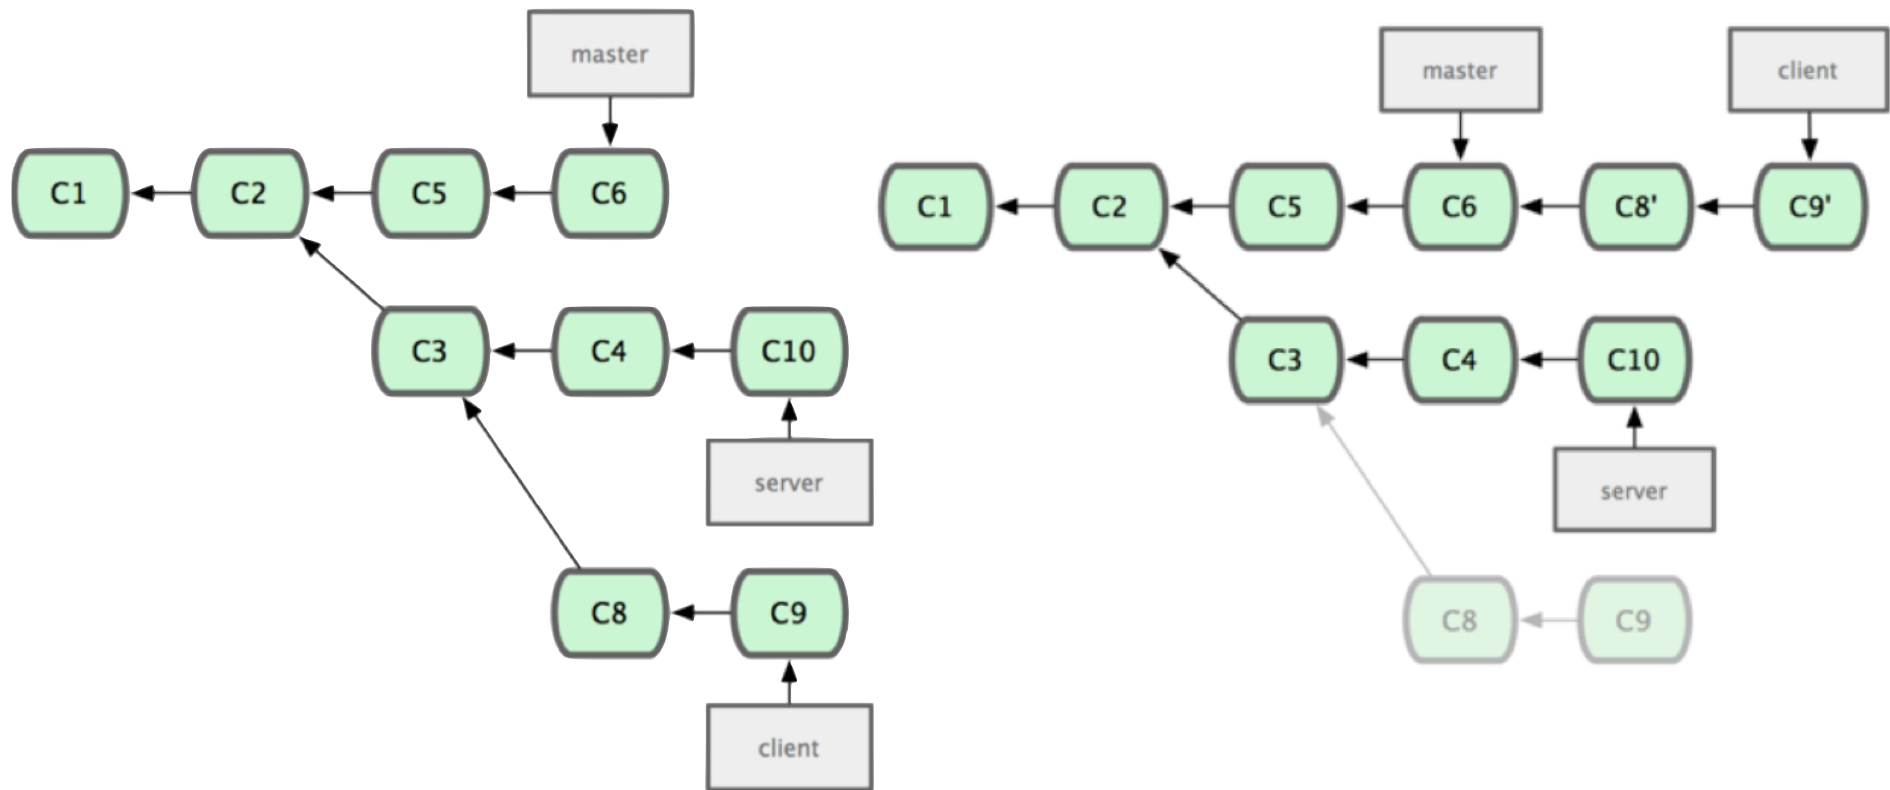 master
C1
C2
C5
C6
C3
C4
C10
server
C8
C9
client
master
client
C1
C2
C5
C6
C8'
C9'
C3
C4
C10
server
C8
C9